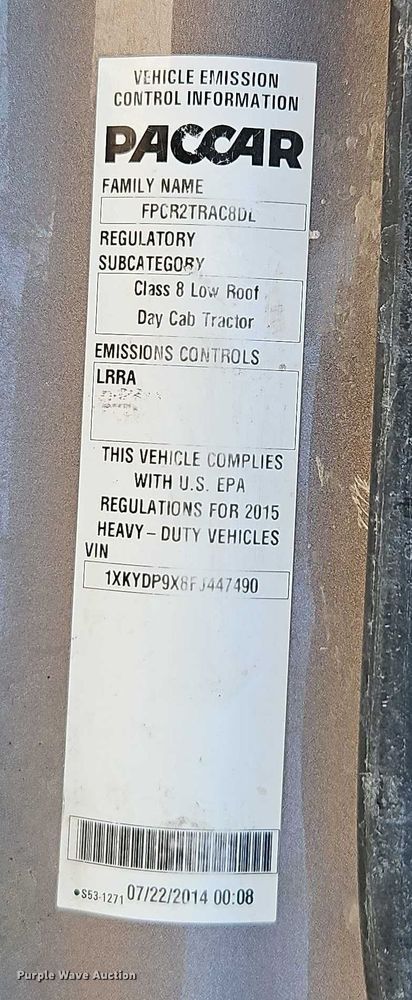 VEHICLE EMISSION
CONTROL INFORMATION
PACCAR
FAMILY NAME
FPCR2TRAC8DL
REGULATORY
SUBCATEGORY
Class 8 Low Roof
Day Cab Tractor
EMISSIONS CONTROLS
LRRA
THIS VEHICLE COMPLIES
WITH U.S. EPA
REGULATIONS FOR 2015
HEAVY – DUTY VEHICLES
VIN
1XKYDP9X8FJ447490
S53-1271 07/22/2014 00:08
Purple Wave Auction